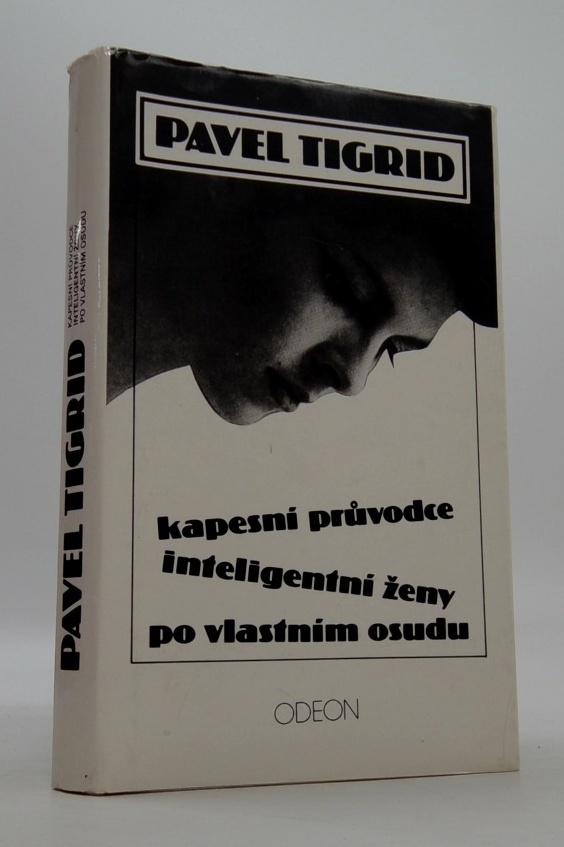 PAVEL TIGRID
kapesní průvodce
inteligentní ženy
po vlastním osudu
ODEON
PAVEL TIGRID
KAPESNÍ PRŮVODCE
INTELIGENTNÍ ŽENY
PO VLASTNÍM OSUDU